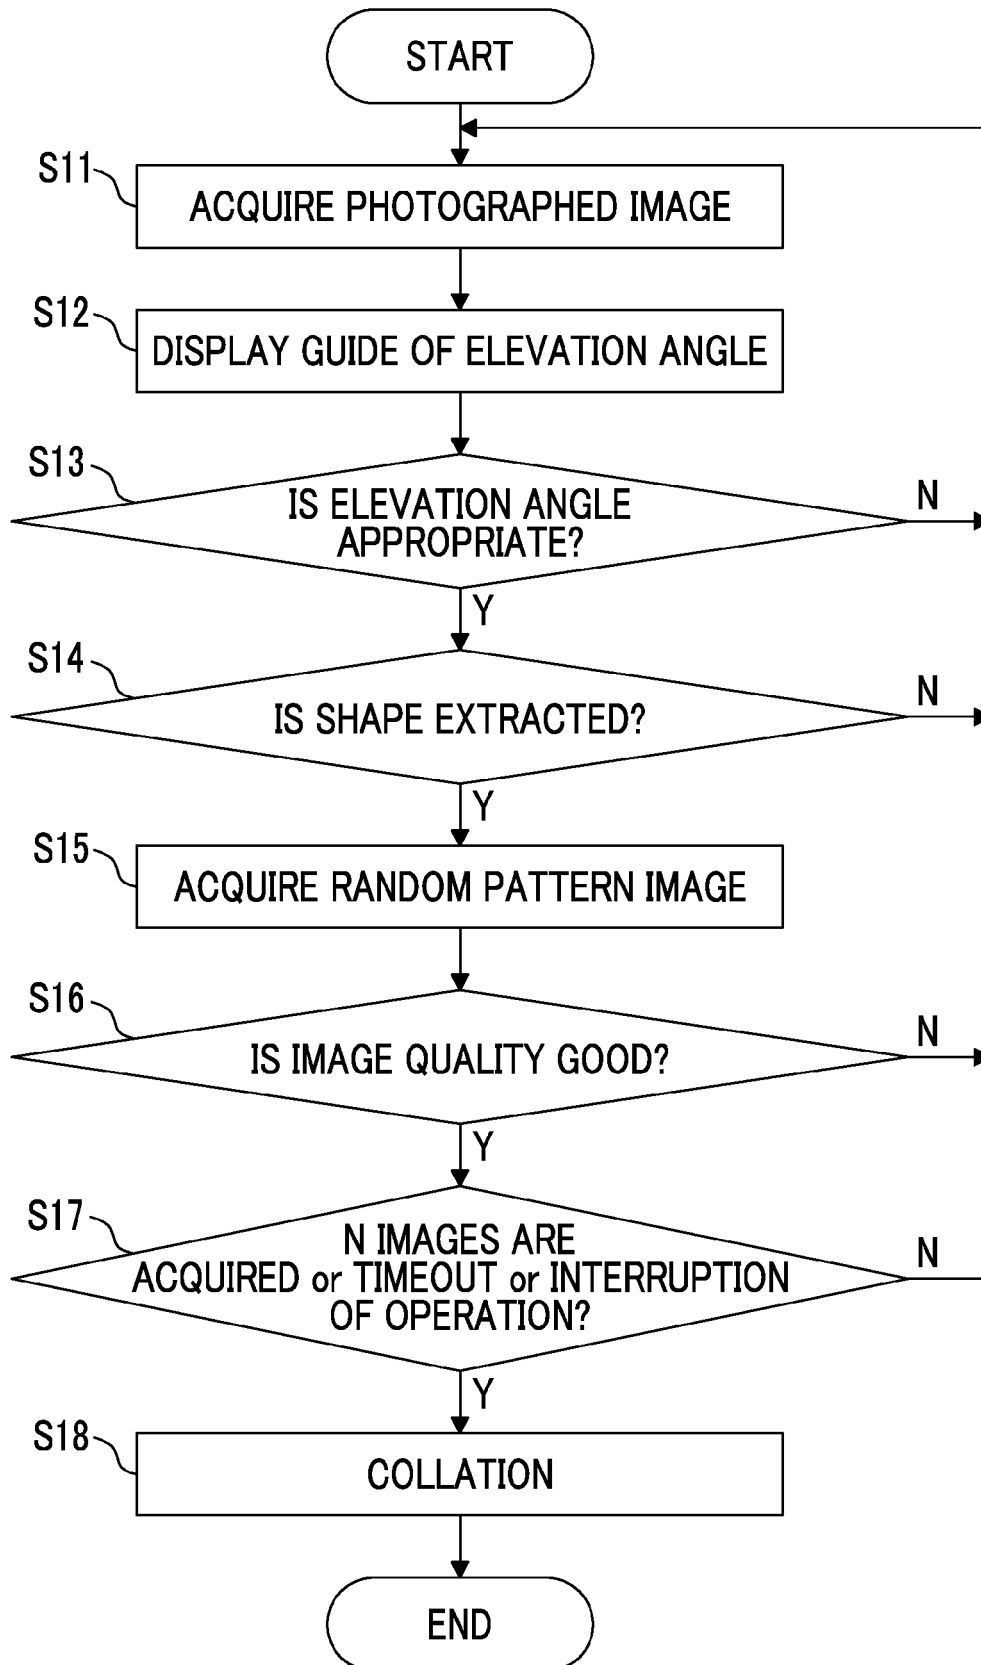 START
S11
ACQUIRE PHOTOGRAPHED IMAGE
S12
DISPLAY GUIDE OF ELEVATION ANGLE
S13
IS ELEVATION ANGLE
APPROPRIATE?
N
Y
S14
IS SHAPE EXTRACTED?
N
Y
S15
ACQUIRE RANDOM PATTERN IMAGE
S16
IS IMAGE QUALITY GOOD?
N
Y
S17
N IMAGES ARE
ACQUIRED or TIMEOUT or INTERRUPTION
OF OPERATION?
N
Y
S18
COLLATION
END